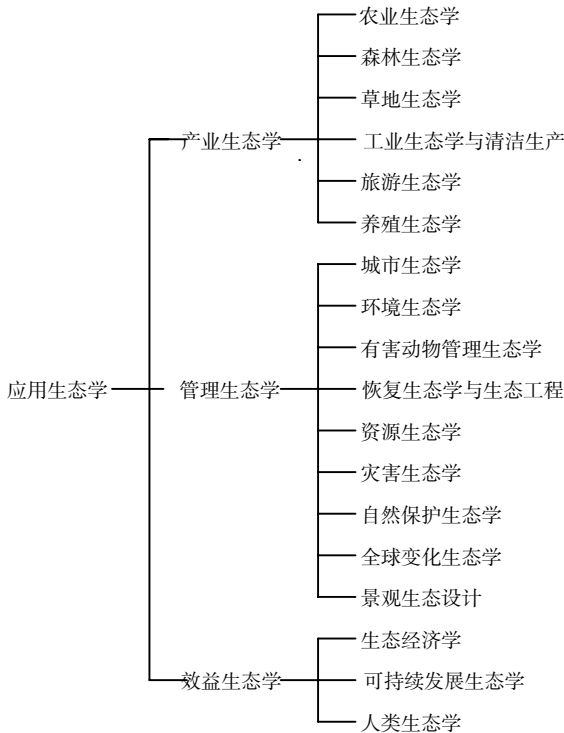 应用生态学
产业生态学
农业生态学
森林生态学
草地生态学
工业生态学与清洁生产
旅游生态学
养殖生态学
管理生态学
城市生态学
环境生态学
有害动物管理生态学
恢复生态学与生态工程
资源生态学
灾害生态学
自然保护生态学
全球变化生态学
景观生态设计
效益生态学
生态经济学
可持续发展生态学
人类生态学